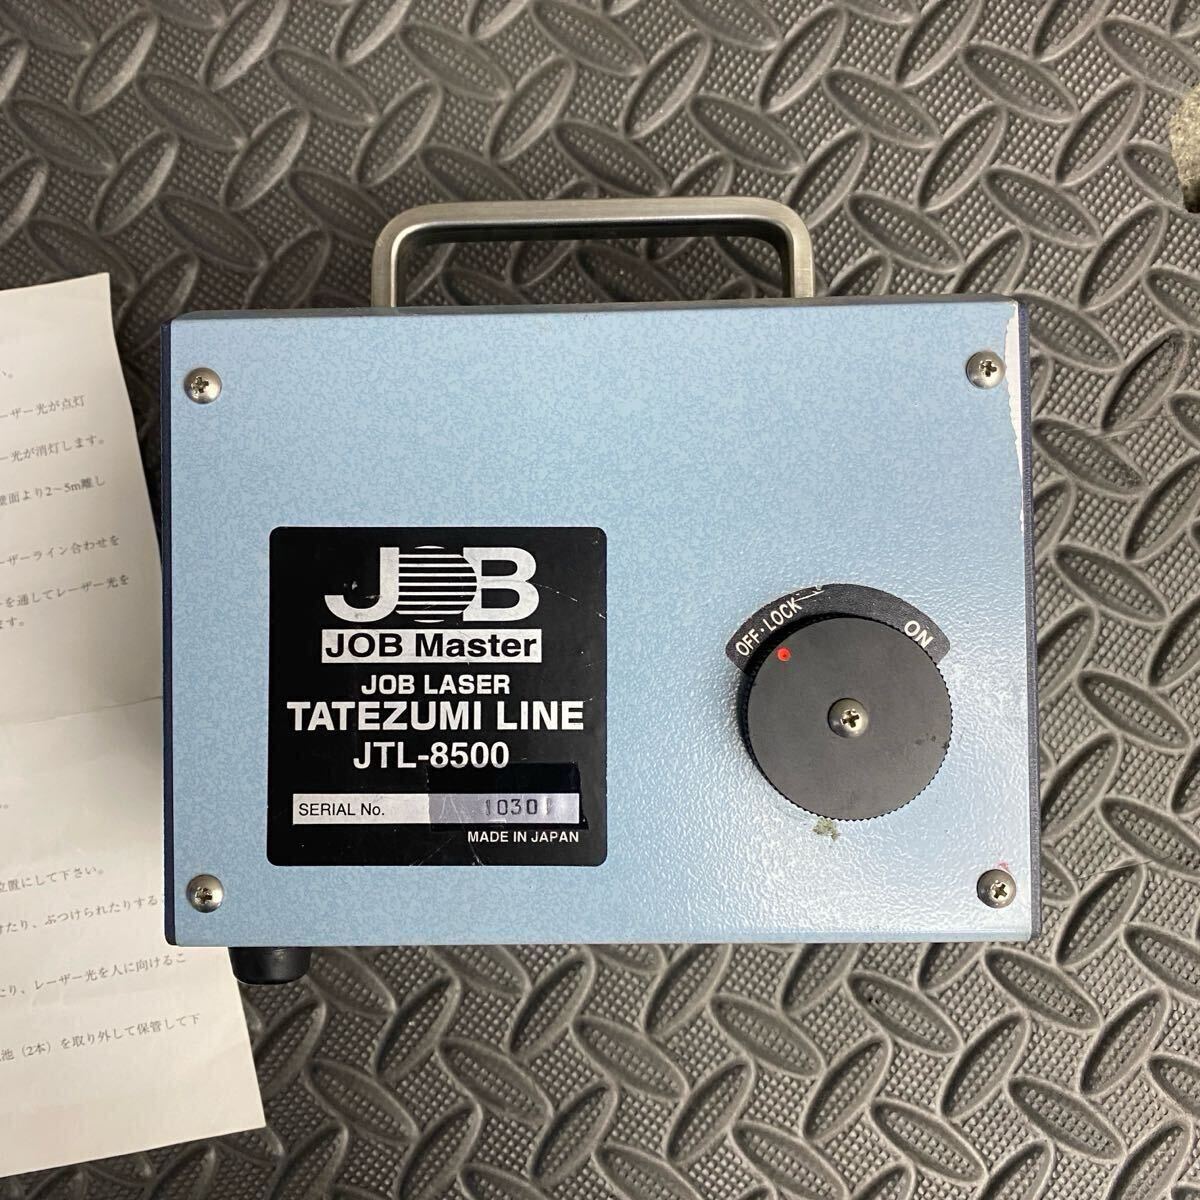 い。
ーザー光が点灯
ー光が消灯します。
壁面より2～5m離し
ーザーライン合わせを
を通してレーザー光を
ます。
。
位置にして下さい。
たり、ぶつけられたりする
たり、レーザー光を人に向けるこ
池（2本）を取り外して保管して下
JOB
JOB Master
JOB LASER
TATEZUMI LINE
JTL-8500
SERIAL No. 10301
MADE IN JAPAN
OFF・LOCK
ON